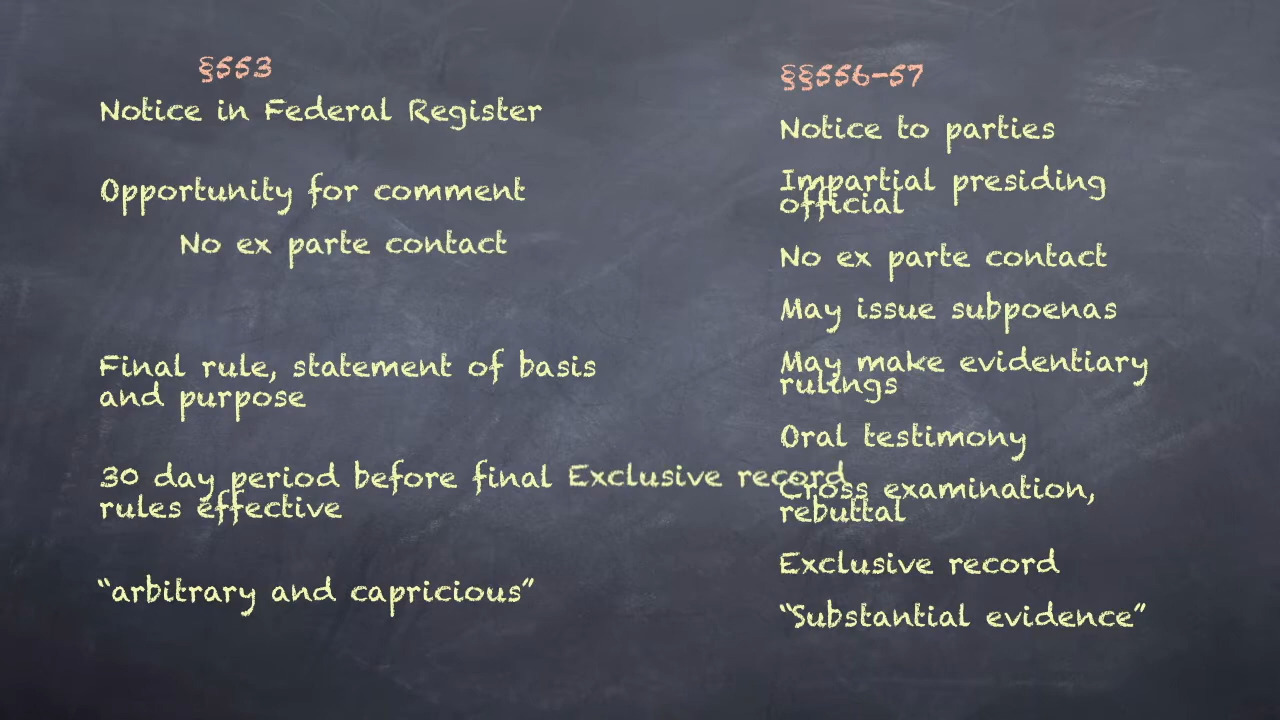 §553
Notice in Federal Register
Opportunity for comment
No ex parte contact
Final rule, statement of basis
and purpose
30 day period before final
rules effective
Exclusive record
“arbitrary and capricious”
§§556-57
Notice to parties
Impartial presiding
official
No ex parte contact
May issue subpoenas
May make evidentiary
rulings
Oral testimony
Cross examination,
rebuttal
Exclusive record
“Substantial evidence”